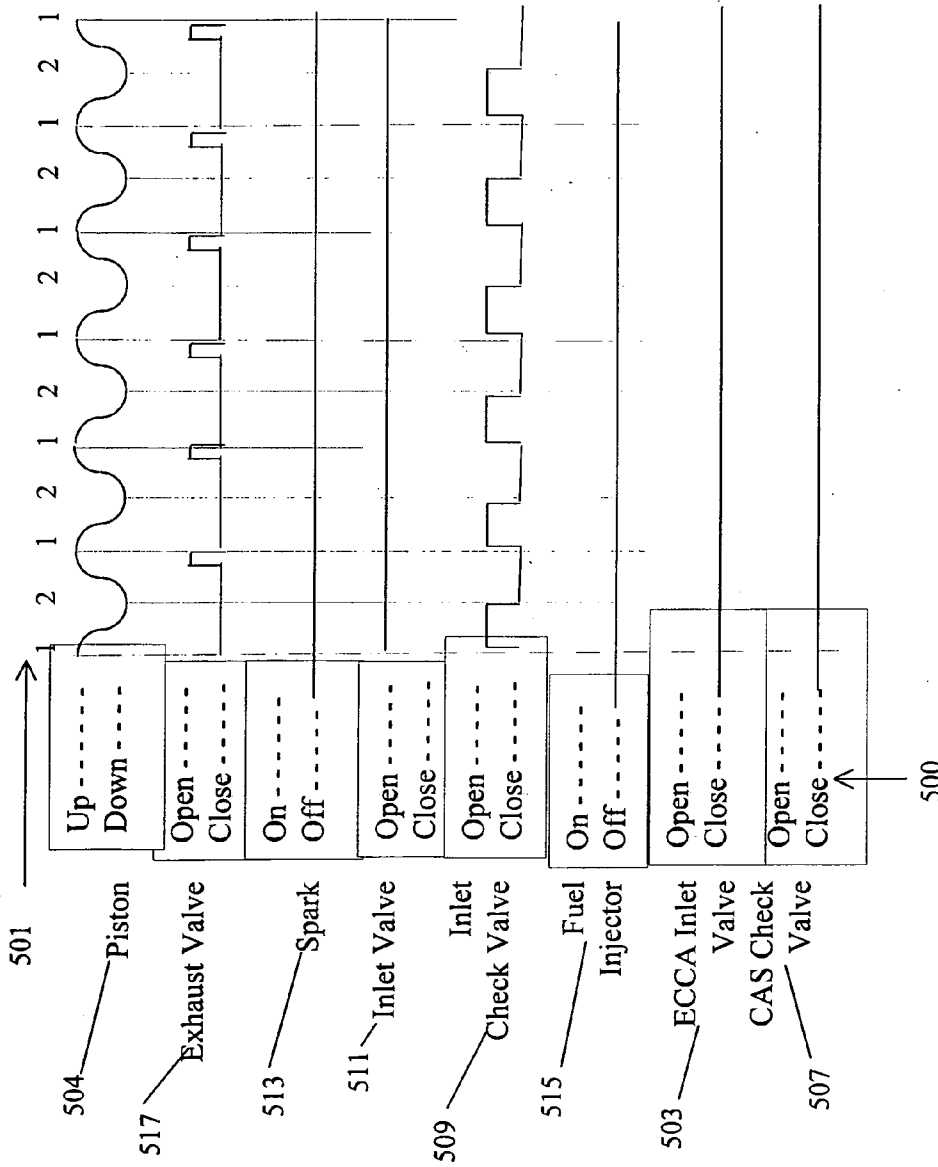 1 2 1 2 1 2 1 2 1 2 1 2 1
501
504
Piston
Up - - - - - - -
Down - - - -
517
Exhaust Valve
Open - - - - -
Close - - - - -
513
Spark
On - - - - - -
Off - - - - - -
511
Inlet Valve
Open - - - - -
Close - - - - -
509
Inlet
Check Valve
Open - - - - -
Close - - - - -
515
Fuel
Injector
On - - - - - -
Off - - - - -
503
ECCA Inlet
Valve
Open - - - - -
Close - - - - -
507
CAS Check
Valve
Open - - - - -
Close - - - - -
500